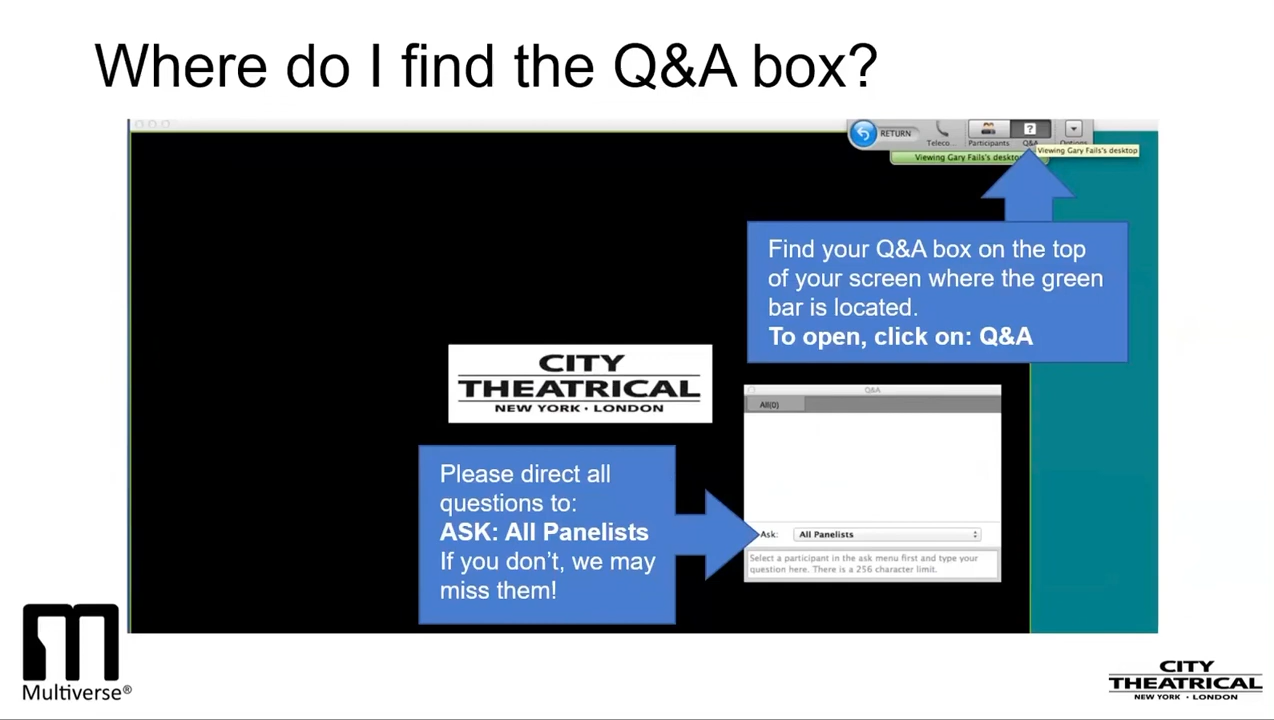 Where do I find the Q&A box?
RETURN
Teleco...
Participants
Q&A
Options
Viewing Gary Fails's desktop
Viewing Gary Fails's desktop
Find your Q&A box on the top
of your screen where the green
bar is located.
To open, click on: Q&A
CITY
THEATRICAL
NEW YORK • LONDON
Q&A
All(0)
Please direct all
questions to:
ASK: All Panelists
If you don't, we may
miss them!
Ask:
All Panelists
Select a participant in the ask menu first and type your
question here. There is a 256 character limit.
Multiverse®
CITY
THEATRICAL
NEW YORK • LONDON